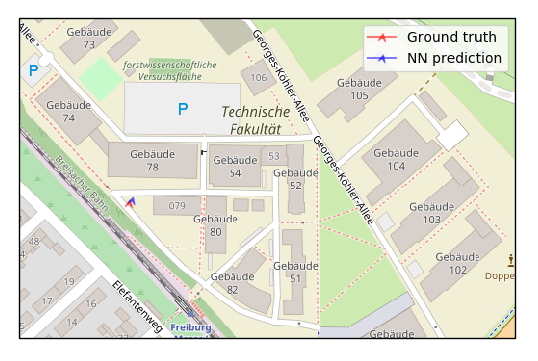 Ground truth
NN prediction
Allee
Gebäude
73
P
forstwissenschaftliche
Versuchsfläche
Georges-Köhler-Allee
106
Gebäude
105
Gebäude
74
P
Technische
Fakultät
Gebäude
78
Gebäude
54
53
Gebäude
52
Georges-Köhler-Allee
Gebäude
104
Breisacher Bahn
079
Gebäude
80
Gebäude
103
48
Gebäude
82
Gebäude
51
Gebäude
102
19
17
16
14
Elefantenweg
Freiburg
Doppe
Gebäude